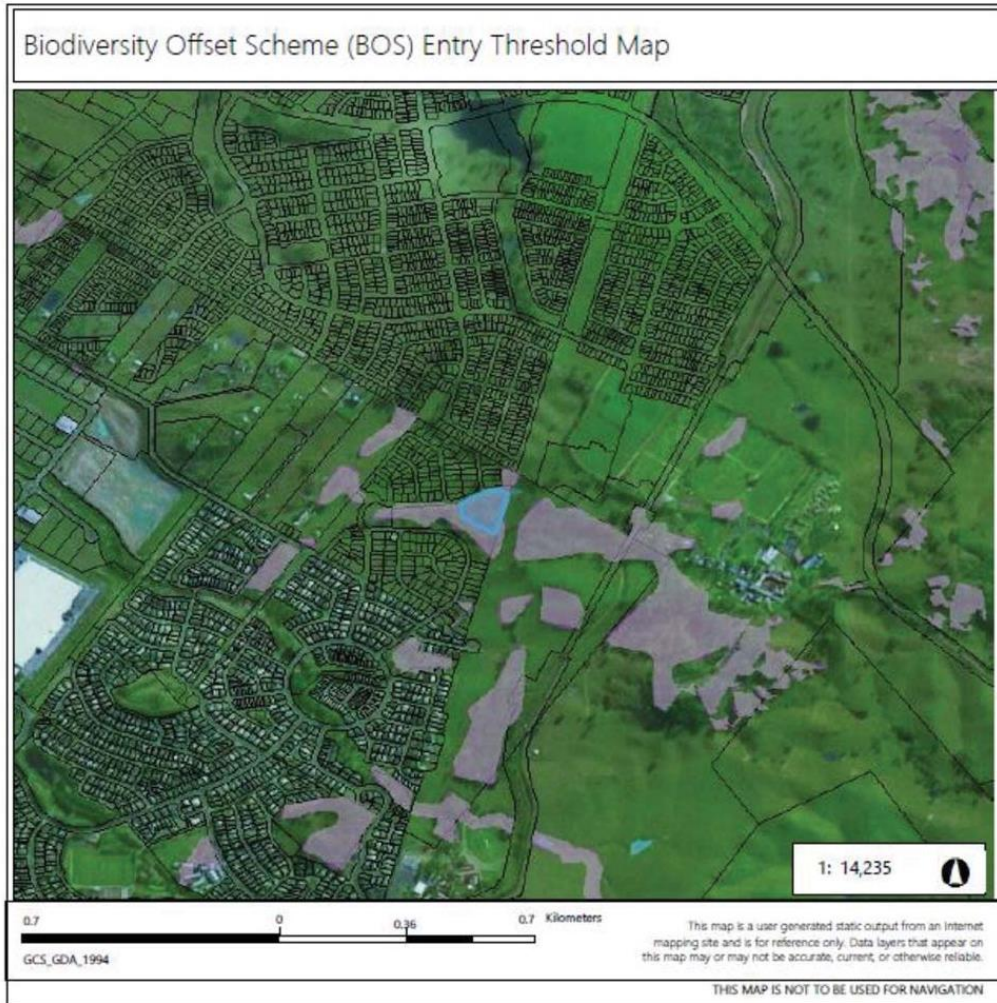 Biodiversity Offset Scheme (BOS) Entry Threshold Map
1: 14,235
0.7 0 0.36 0.7 Kilometers
GCS_GDA_1994
This map is a user generated static output from an Internet
mapping site and is for reference only. Data layers that appear on
this map may or may not be accurate, current, or otherwise reliable.
THIS MAP IS NOT TO BE USED FOR NAVIGATION